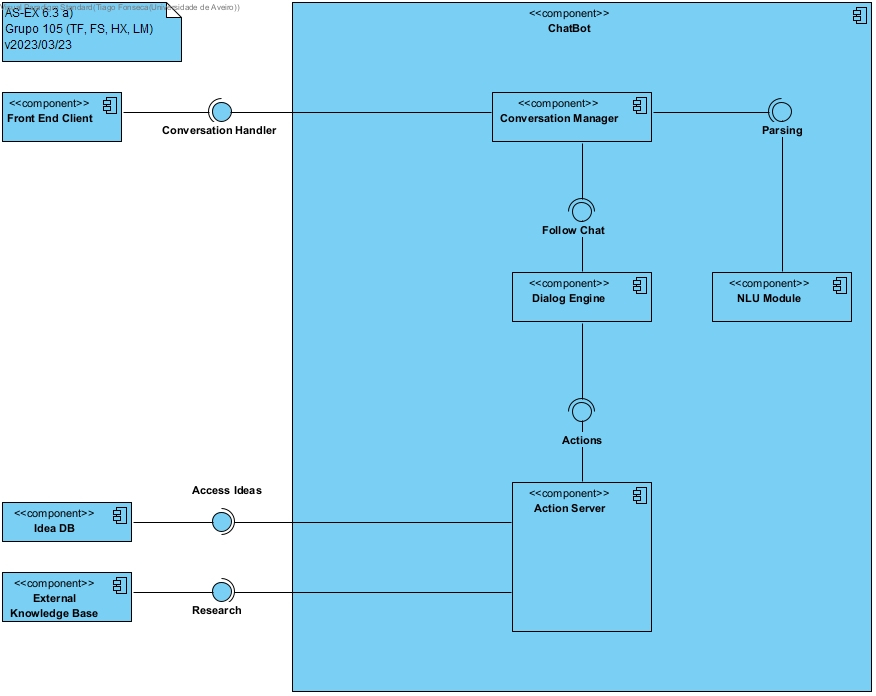 Visual Paradigm Standard(Tiago Fonseca(Universidade de Aveiro))
AS-EX 6.3 a)
Grupo 105 (TF, FS, HX, LM)
v2023/03/23
<<component>>
ChatBot
<<component>>
Front End Client
Conversation Handler
<<component>>
Conversation Manager
Parsing
Follow Chat
<<component>>
Dialog Engine
<<component>>
NLU Module
Actions
Access Ideas
<<component>>
Action Server
<<component>>
Idea DB
<<component>>
External
Knowledge Base
Research